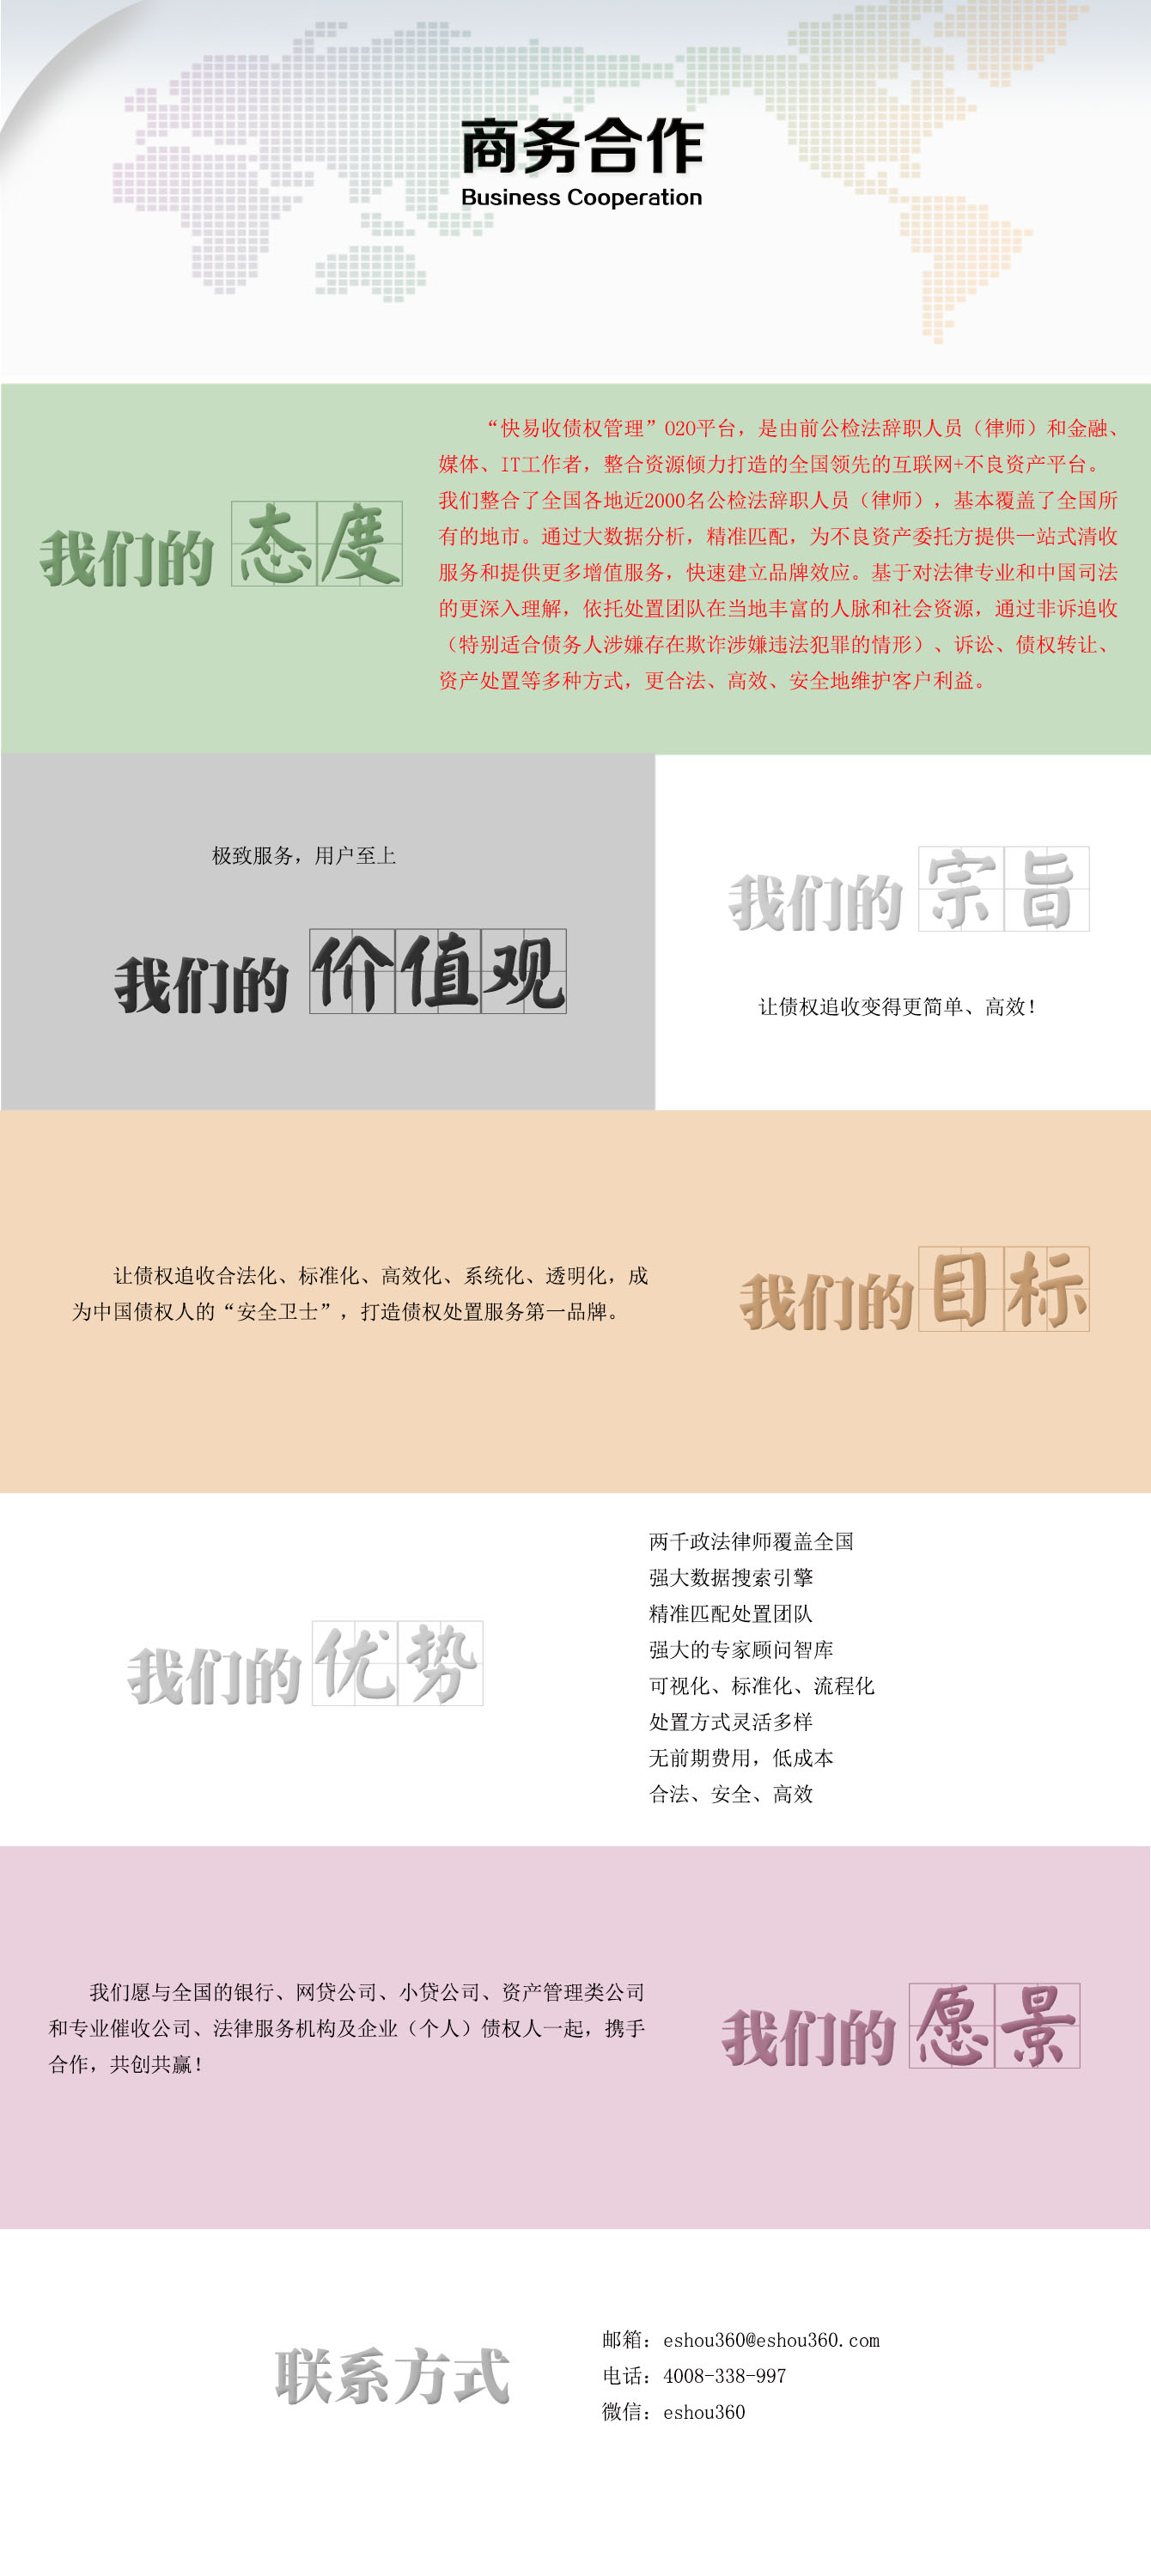 商务合作
Business Cooperation
我们的 态度
“快易收债权管理”O2O平台，是由前公检法辞职人员（律师）和金融、
媒体、IT工作者，整合资源倾力打造的全国领先的互联网+不良资产平台。
我们整合了全国各地近2000名公检法辞职人员（律师），基本覆盖了全国所
有的地市。通过大数据分析，精准匹配，为不良资产委托方提供一站式清收
服务和提供更多增值服务，快速建立品牌效应。基于对法律专业和中国司法
的更深入理解，依托处置团队在当地丰富的人脉和社会资源，通过非诉追收
（特别适合债务人涉嫌存在欺诈涉嫌违法犯罪的情形）、诉讼、债权转让、
资产处置等多种方式，更合法、高效、安全地维护客户利益。
极致服务，用户至上
我们的 价值观
我们的 宗旨
让债权追收变得更简单、高效！
让债权追收合法化、标准化、高效化、系统化、透明化，成
为中国债权人的“安全卫士”，打造债权处置服务第一品牌。
我们的 目标
我们的 优势
两千政法律师覆盖全国
强大数据搜索引擎
精准匹配处置团队
强大的专家顾问智库
可视化、标准化、流程化
处置方式灵活多样
无前期费用，低成本
合法、安全、高效
我们愿与全国的银行、网贷公司、小贷公司、资产管理类公司
和专业催收公司、法律服务机构及企业（个人）债权人一起，携手
合作，共创共赢！
我们的 愿景
联系方式
邮箱：eshou360@eshou360.com
电话：4008-338-997
微信：eshou360